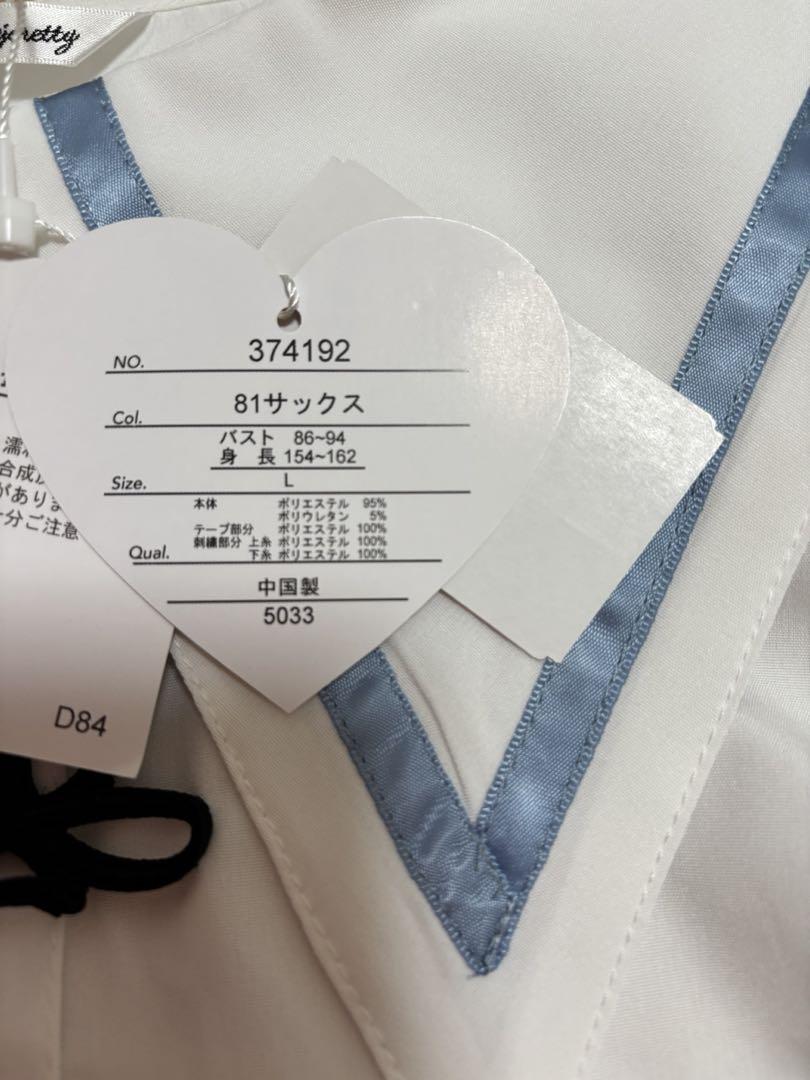 NO. 374192
Col. 81サックス
バスト 86~94
身 長 154~162
Size. L
本体 ポリエステル 95%
ポリウレタン 5%
テープ部分 ポリエステル 100%
刺繍部分 上糸 ポリエステル 100%
下糸 ポリエステル 100%
Qual.
中国製
5033
合成
がありま
分ご注意
D84